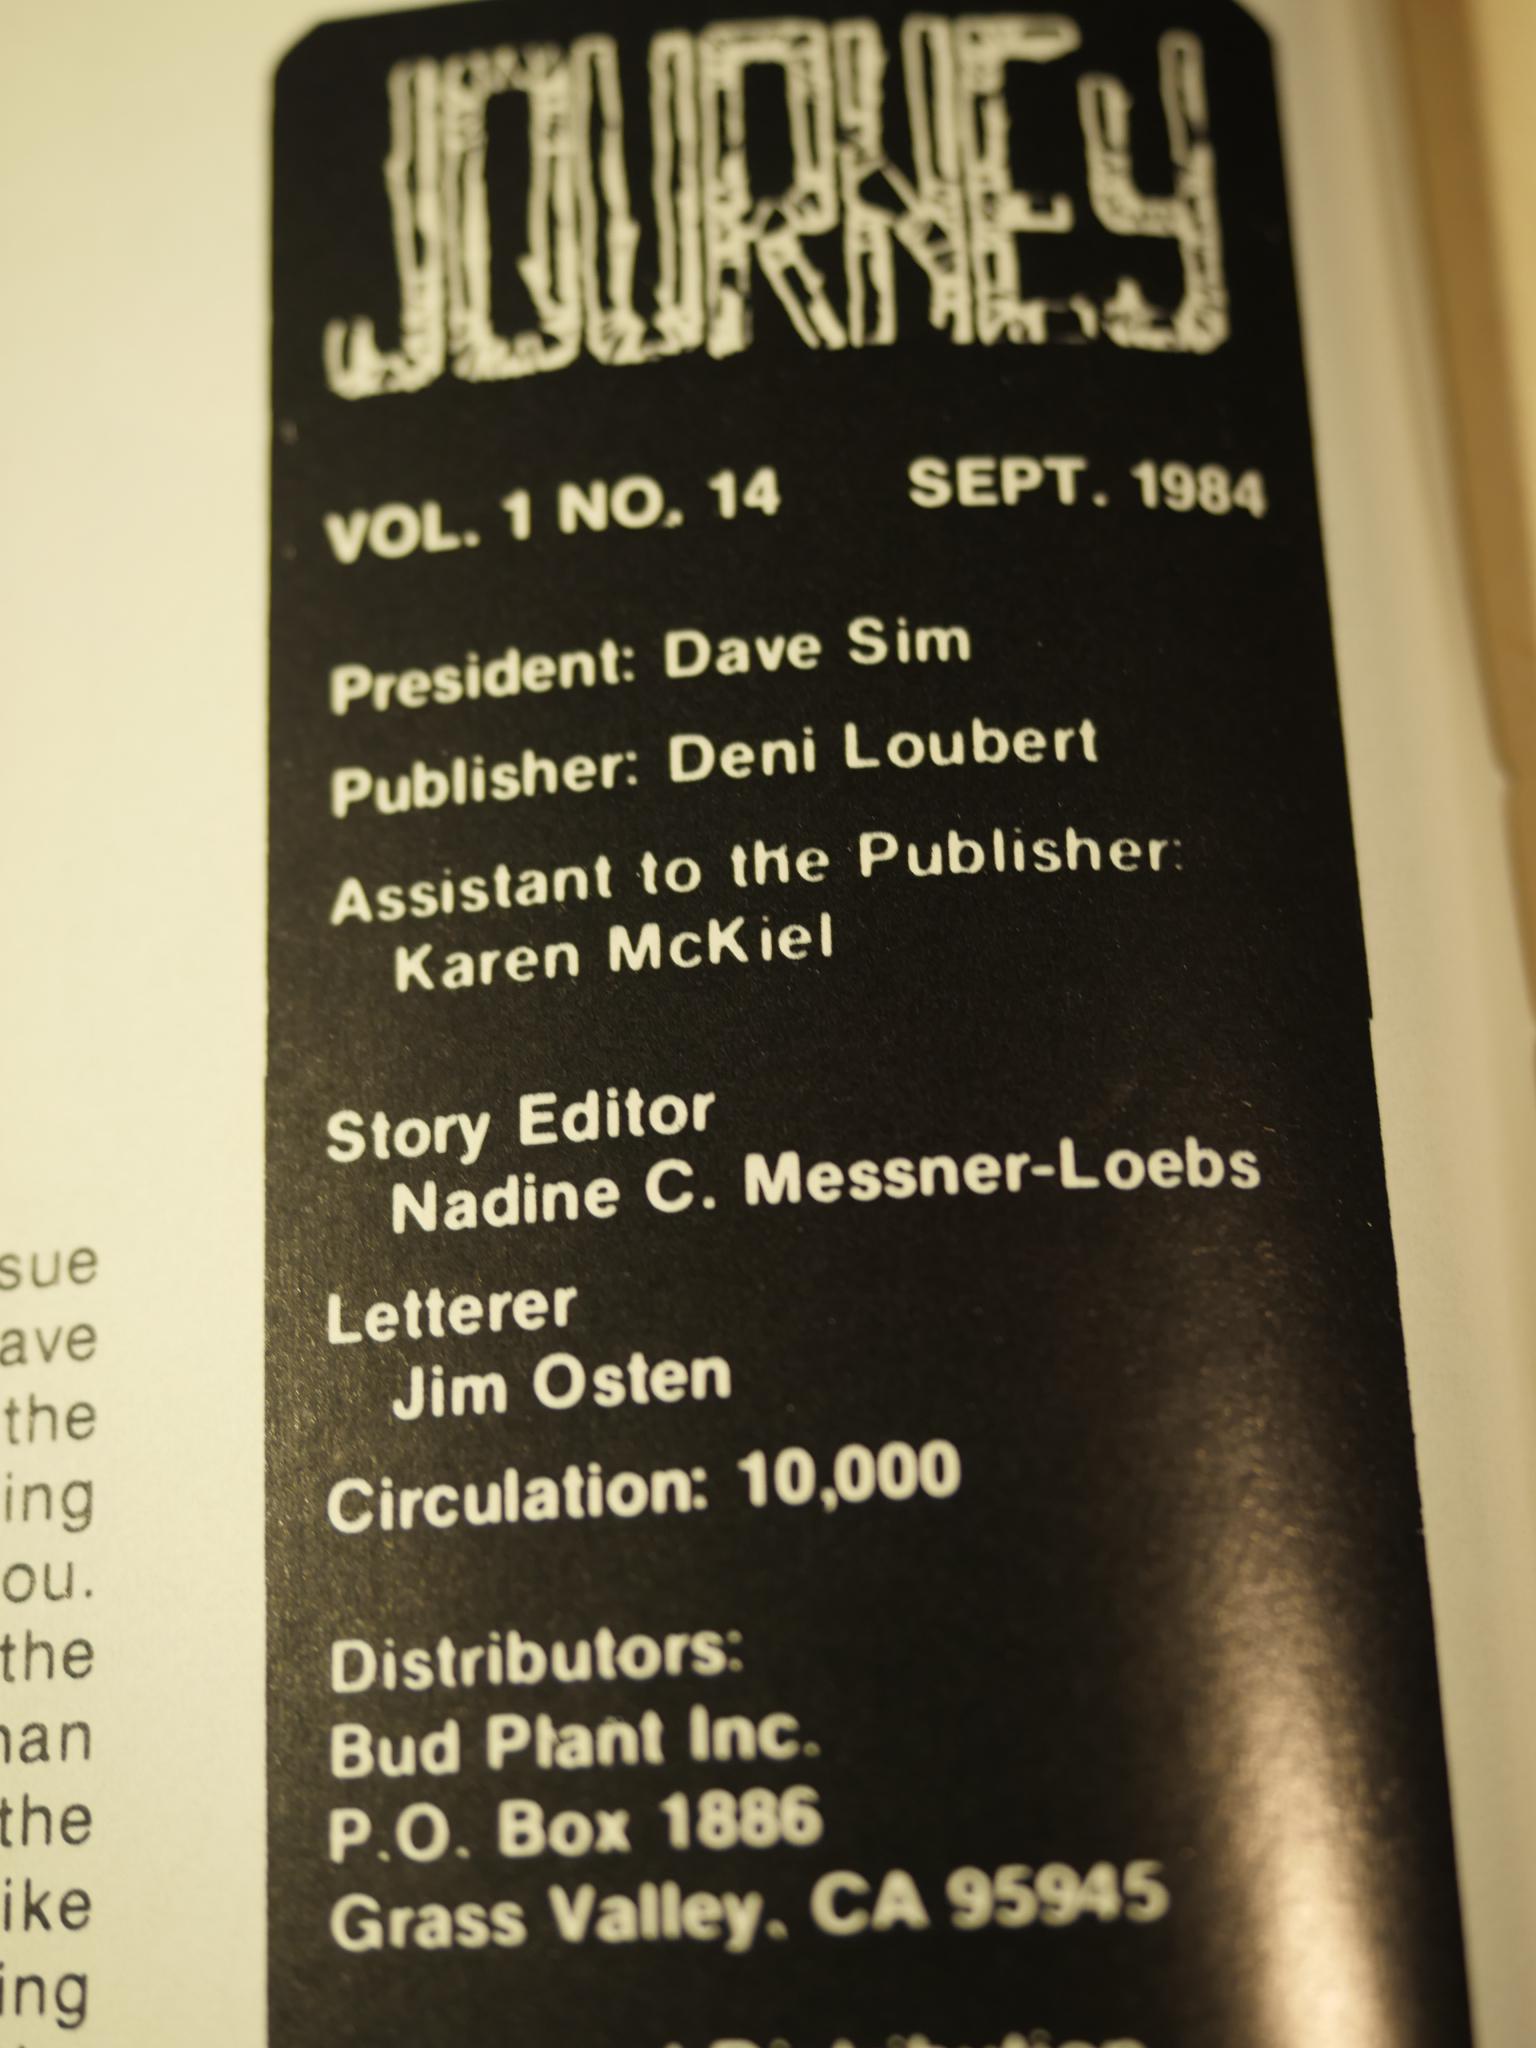 JOURNEY
VOL. 1 NO. 14 SEPT. 1984
President: Dave Sim
Publisher: Deni Loubert
Assistant to the Publisher:
Karen McKiel
Story Editor
Nadine C. Messner-Loebs
Letterer
Jim Osten
Circulation: 10,000
Distributors:
Bud Plant Inc.
P.O. Box 1886
Grass Valley, CA 95945
sue
ave
the
ing
ou.
the
han
the
ike
ing